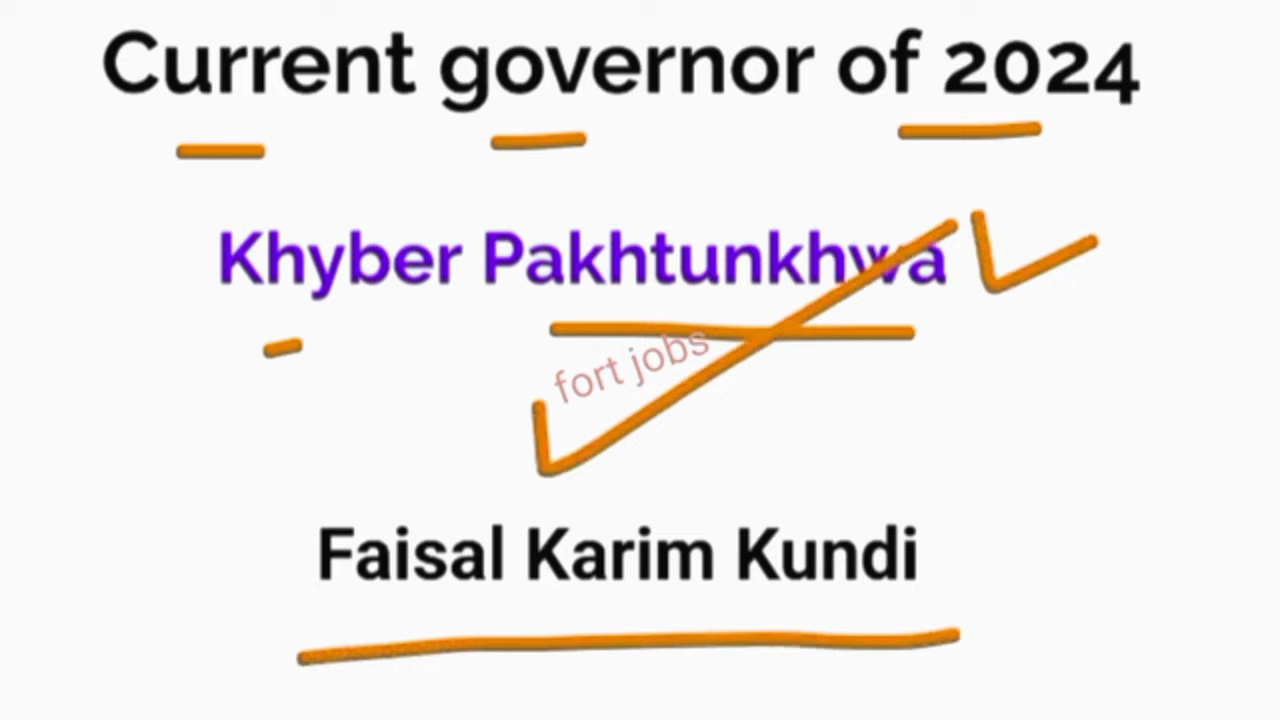 Current governor of 2024
Khyber Pakhtunkhwa
fort jobs
Faisal Karim Kundi